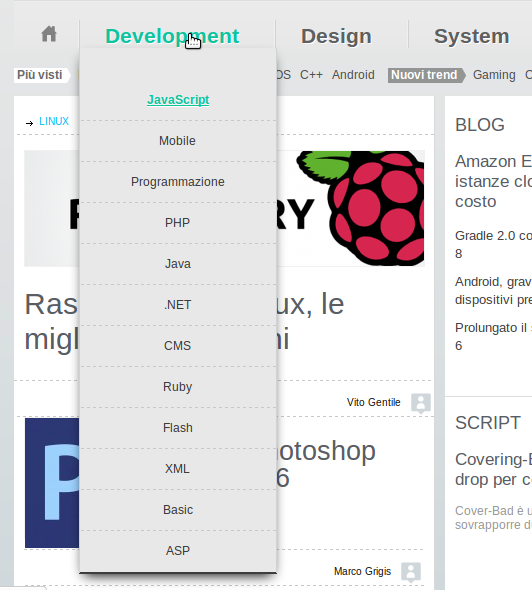 Development
Design
System
Più visti
C++
Android
Nuovi trend
Gaming
JavaScript
Mobile
Programmazione
PHP
Java
.NET
CMS
Ruby
Flash
XML
Basic
ASP
LINUX
RY
Ras ux, le
migl ni
Vito Gentile
P otoshop
6
Marco Grigis
BLOG
Amazon E
istanze clo
costo
Gradle 2.0 co
8
Android, grav
dispositivi pre
Prolungato il
6
SCRIPT
Covering-E
drop per co
Cover-Bad è u
sovrapporre du